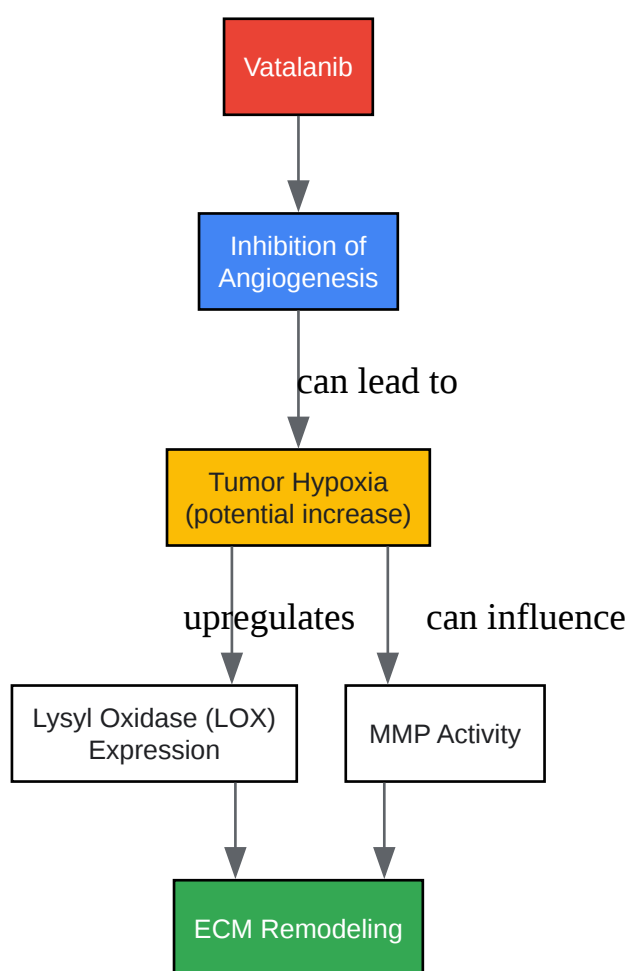 Vatalanib
Inhibition of
Angiogenesis
can lead to
Tumor Hypoxia
(potential increase)
upregulates
can influence
Lysyl Oxidase (LOX)
Expression
MMP Activity
ECM Remodeling